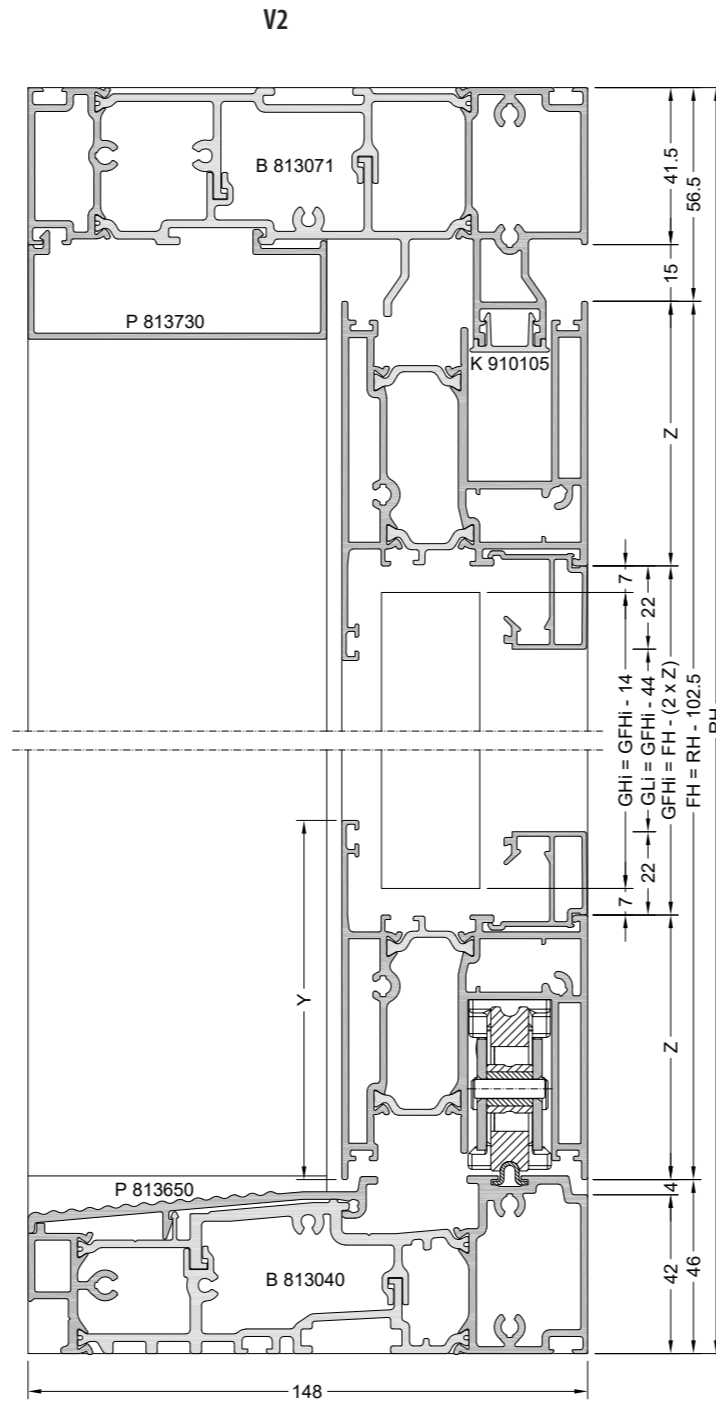 V2
B 813071
P 813730
K 910105
41.5
56.5
15
Z
7
22
GHi = GFHi - 14
GLi = GFHi - 44
GFHi = FH - (2 x Z)
FH = RH - 102.5
RH
22
7
Y
Z
P 813650
4
B 813040
42
46
148